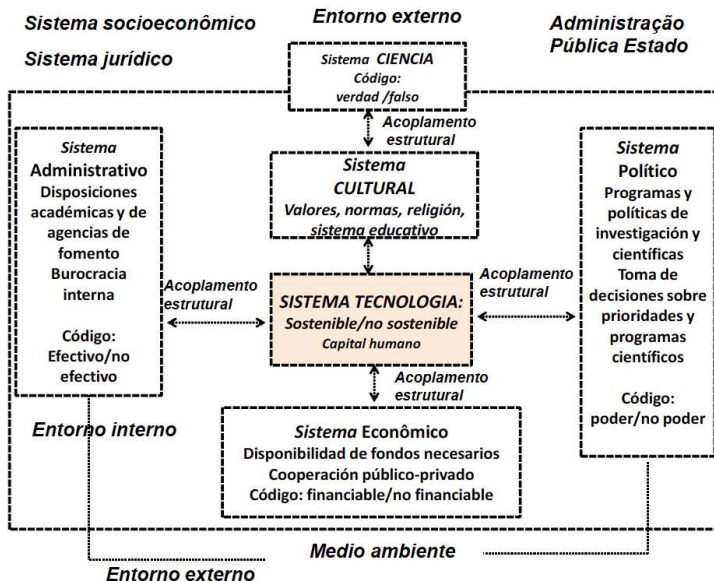 Sistema socioeconômico
Sistema jurídico
Entorno externo
Administração
Pública Estado
Sistema CIENCIA
Código:
verdad /falso
Acoplamento
estrutural
Sistema
Administrativo
Disposiciones
académicas y de
agencias de
fomento
Burocracia
interna
Código:
Efectivo/no
efectivo
Sistema
CULTURAL
Valores, normas, religión,
sistema educativo
Sistema
Político
Programas y
políticas de
investigación y
científicas
Toma de
decisiones sobre
prioridades y
programas
científicos
Código:
poder/no poder
Acoplamento
estrutural
SISTEMA TECNOLOGIA:
Sostenible/no sostenible
Capital humano
Acoplamento
estrutural
Acoplamento
estrutural
Entorno interno
Sistema Econômico
Disponibilidad de fondos necesarios
Cooperación público-privado
Código: financiable/no financiable
Medio ambiente
Entorno externo